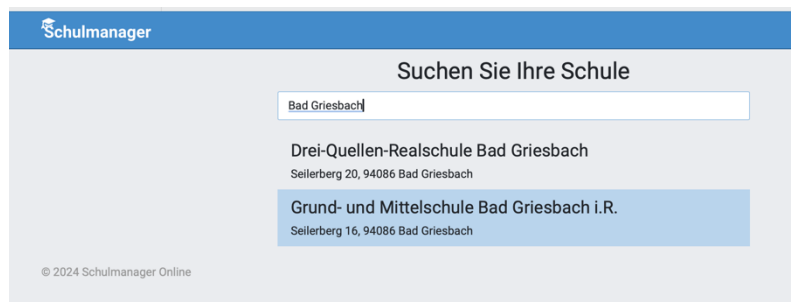 Schulmanager
Suchen Sie Ihre Schule
Bad Griesbach
Drei-Quellen-Realschule Bad Griesbach
Seilerberg 20, 94086 Bad Griesbach
Grund- und Mittelschule Bad Griesbach i.R.
Seilerberg 16, 94086 Bad Griesbach
© 2024 Schulmanager Online